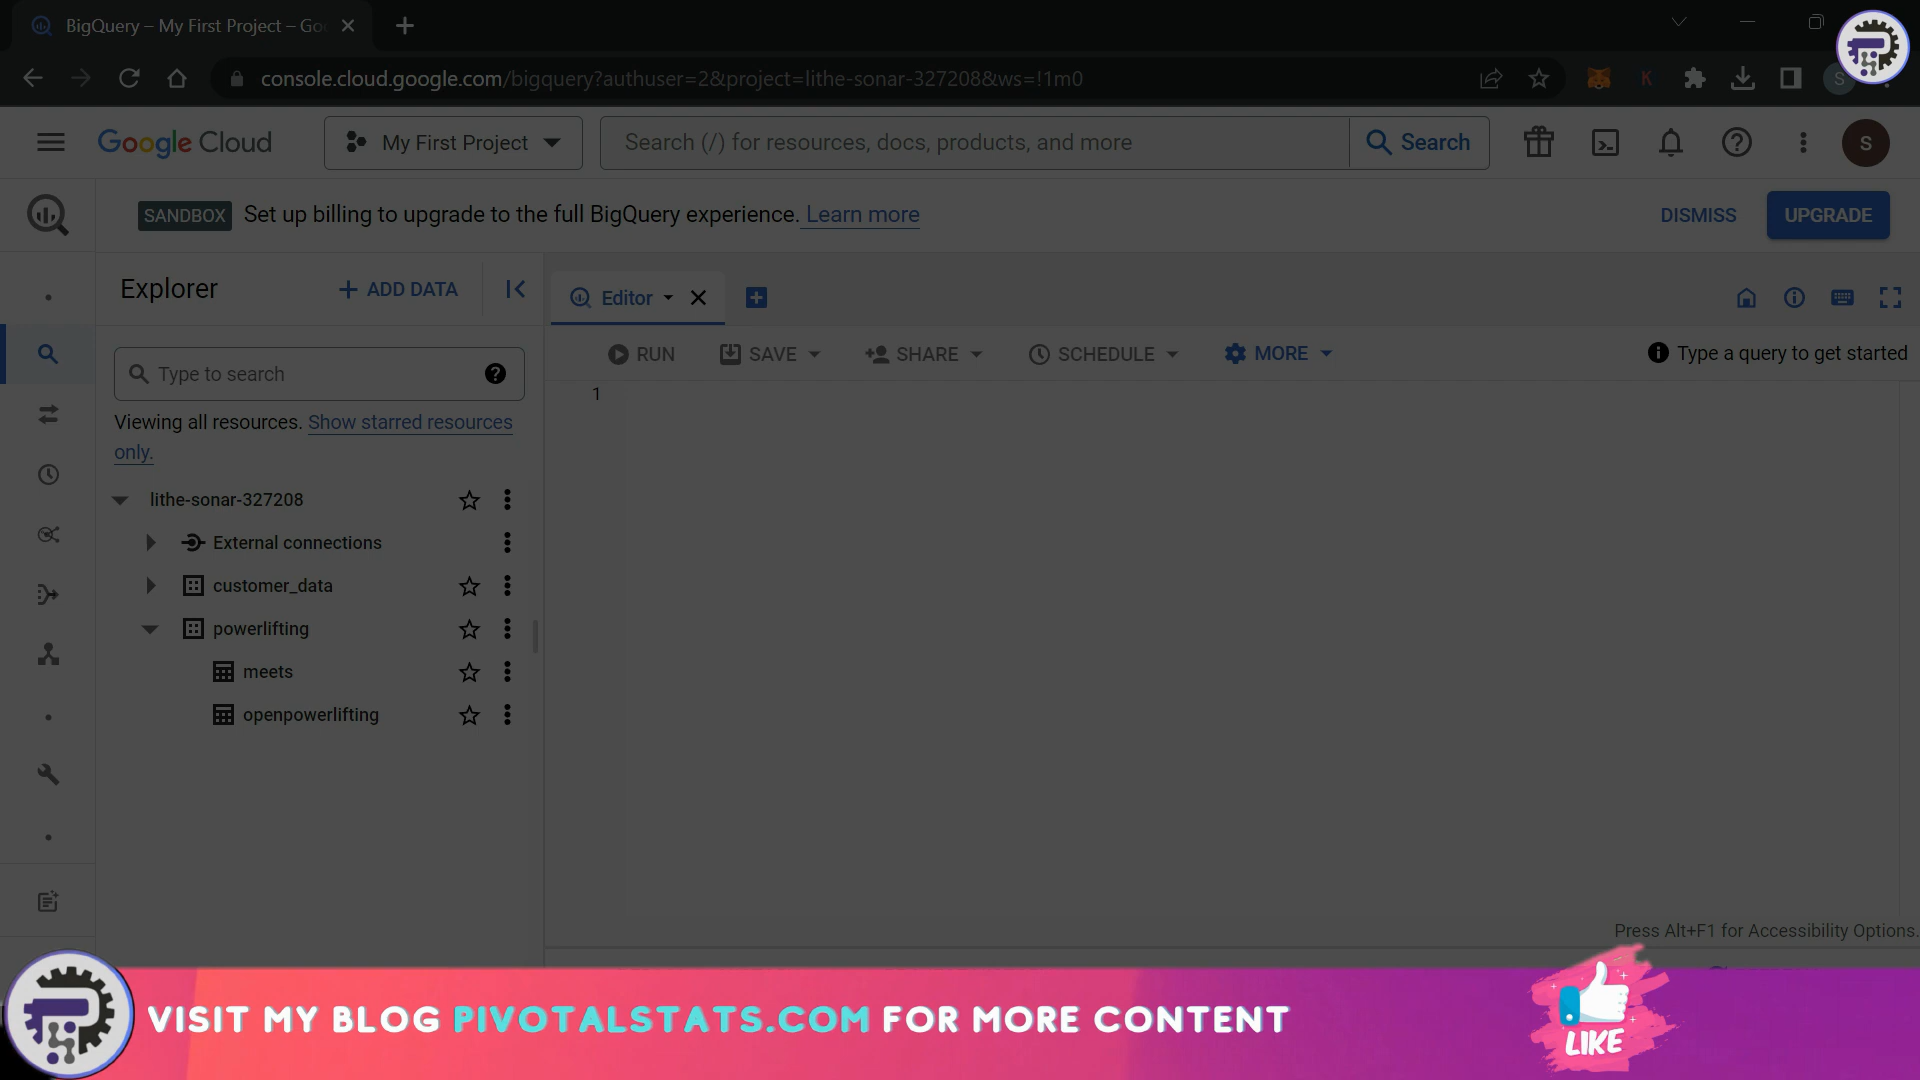 BigQuery – My First Project – Go
console.cloud.google.com/bigquery?authuser=2&project=lithe-sonar-327208&ws=!1m0
K
S
Google Cloud
My First Project
Search (/) for resources, docs, products, and more
Search
S
SANDBOX
Set up billing to upgrade to the full BigQuery experience. Learn more
DISMISS
UPGRADE
Explorer
+ ADD DATA
Editor
RUN
SAVE
SHARE
SCHEDULE
MORE
Type a query to get started
Type to search
1
Viewing all resources. Show starred resources
only.
lithe-sonar-327208
External connections
customer_data
powerlifting
meets
openpowerlifting
Press Alt+F1 for Accessibility Options.
VISIT MY BLOG PIVOTALSTATS.COM FOR MORE CONTENT
LIKE